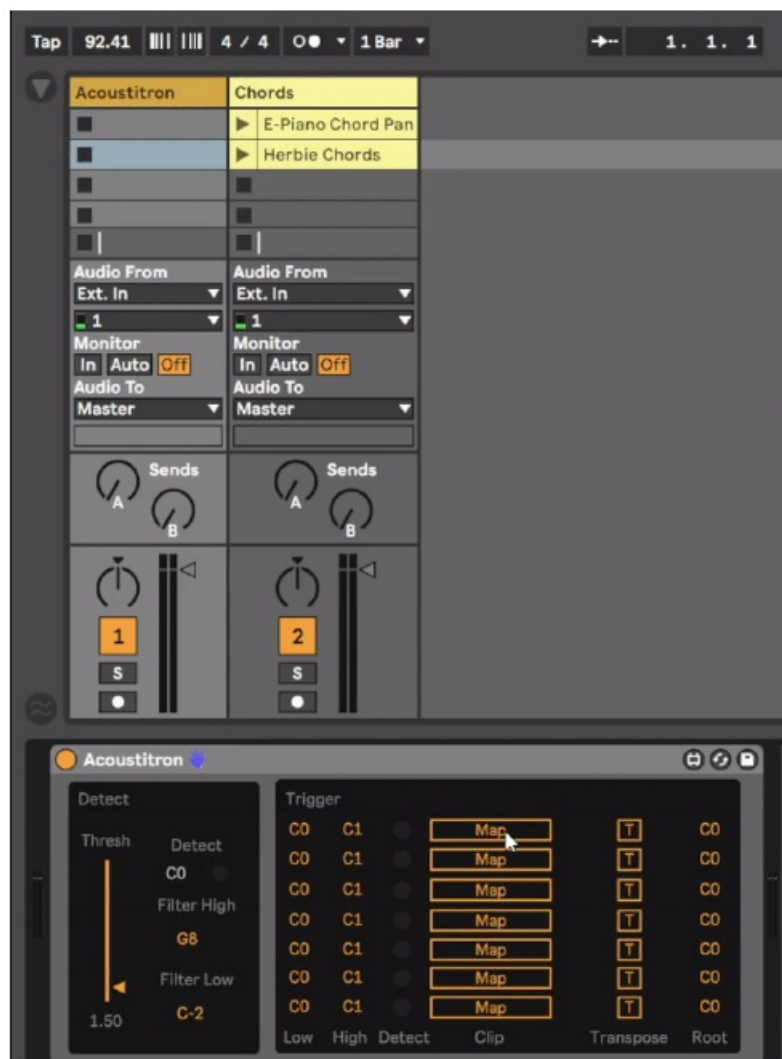 Tap 92.41 4 / 4 1 Bar 1. 1. 1
Acoustitron Chords
E-Piano Chord Pan
Herbie Chords
Audio From Audio From
Ext. In Ext. In
1 1
Monitor Monitor
In Auto Off In Auto Off
Audio To Audio To
Master Master
Sends Sends
A A
B B
1 2
S S
Acoustitron
Detect Trigger
Thresh Detect
C0
Filter High
G8
Filter Low
C-2
1.50
C0 C1 Map T C0
C0 C1 Map T C0
C0 C1 Map T C0
C0 C1 Map T C0
C0 C1 Map T C0
C0 C1 Map T C0
C0 C1 Map T C0
Low High Detect Clip Transpose Root